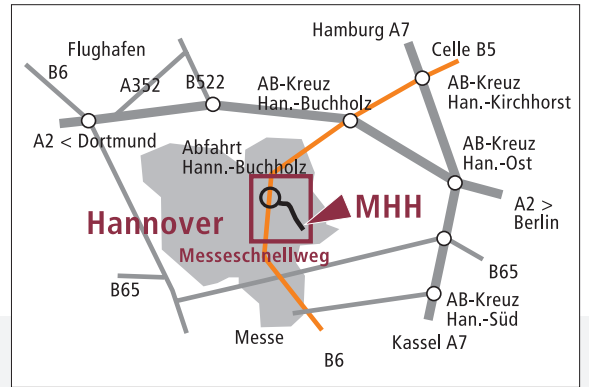 Hamburg A7
Flughafen
Celle B5
B6
A352
B522
AB-Kreuz
Han.-Buchholz
AB-Kreuz
Han.-Kirchhorst
A2 < Dortmund
Abfahrt
Hann.-Buchholz
AB-Kreuz
Han.-Ost
MHH
A2 >
Berlin
Hannover
Messeschnellweg
B65
B65
AB-Kreuz
Han.-Süd
Messe
Kassel A7
B6